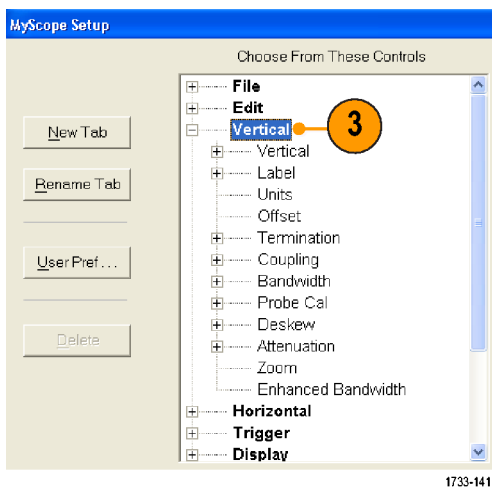 MyScope Setup
Choose From These Controls
File
Edit
Vertical
3
Vertical
Label
Units
Offset
Termination
Coupling
Bandwidth
Probe Cal
Deskew
Attenuation
Zoom
Enhanced Bandwidth
Horizontal
Trigger
Display
New Tab
Rename Tab
User Pref . . .
Delete
1733-141